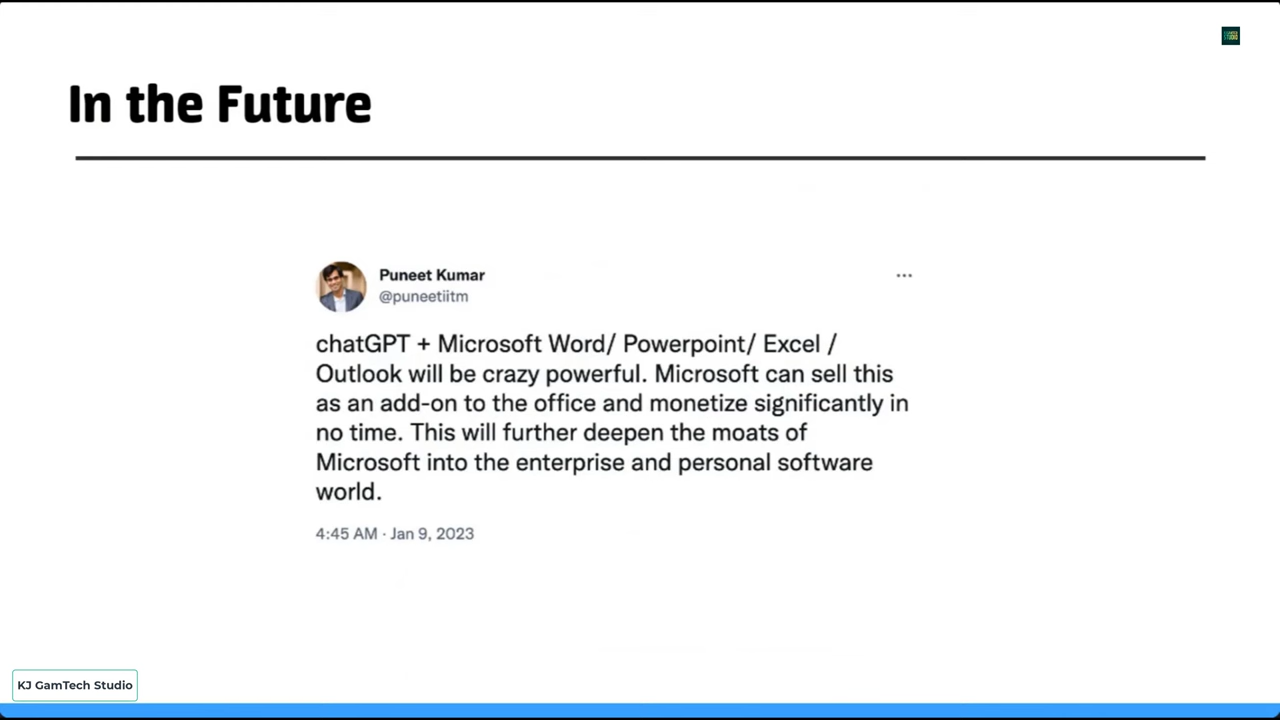 In the Future
Puneet Kumar
@puneetiitm
chatGPT + Microsoft Word/ Powerpoint/ Excel /
Outlook will be crazy powerful. Microsoft can sell this
as an add-on to the office and monetize significantly in
no time. This will further deepen the moats of
Microsoft into the enterprise and personal software
world.
4:45 AM · Jan 9, 2023
KJ GamTech Studio